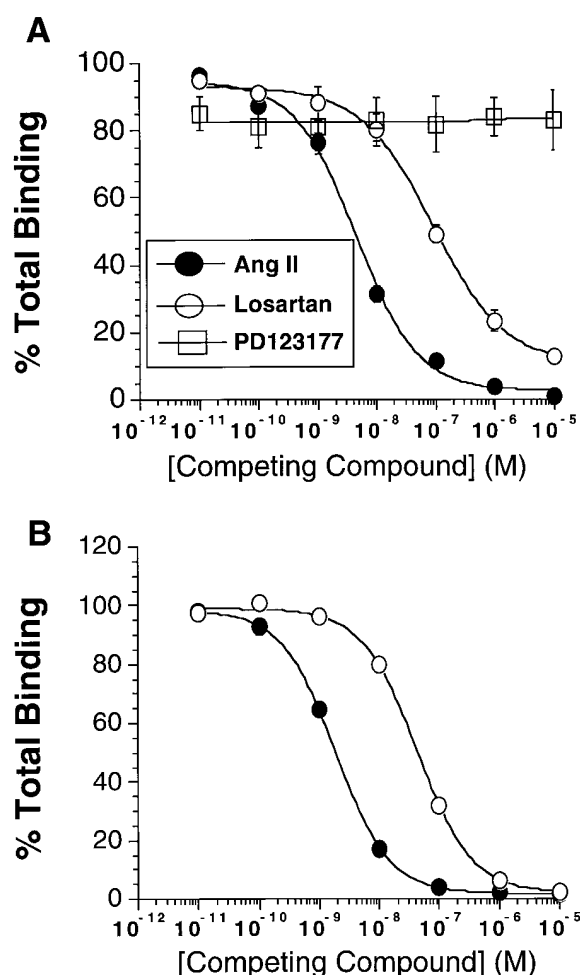 A
% Total Binding
100
80
60
40
20
0
Ang II
Losartan
PD123177
10-12 10-11 10-10 10-9 10-8 10-7 10-6 10-5
[Competing Compound] (M)
B
% Total Binding
120
100
80
60
40
20
0
10-12 10-11 10-10 10-9 10-8 10-7 10-6 10-5
[Competing Compound] (M)